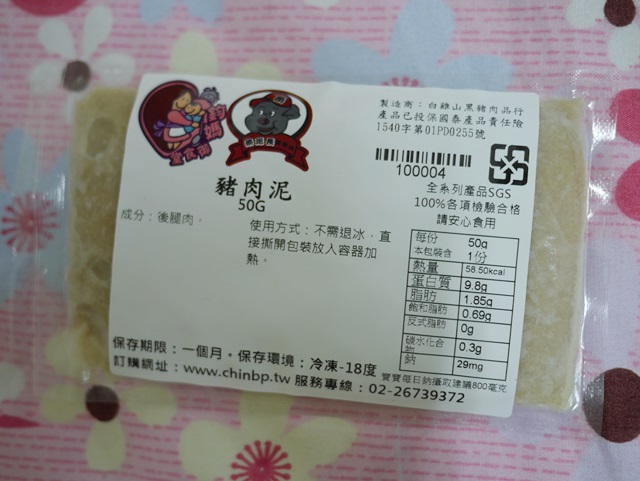 製造商：白雞山黑豬肉品行
產品已投保國泰產品責任險
1540字第01PD0255號
100004
全系列產品SGS
100%各項檢驗合格
請安心食用
豬肉泥
50G
成分：後腿肉。
使用方式：不需退冰，直
接撕開包裝放入容器加
熱。
每份 50g
本包裝含 1份
熱量 58.50kcal
蛋白質 9.8g
脂肪 1.85g
飽和脂肪 0.69g
反式脂肪 0g
碳水化合物 0.3g
鈉 29mg
寶寶每日鈉攝取建議800毫克
保存期限：一個月。保存環境：冷凍-18度
訂購網址：www.chinbp.tw 服務專線：02-26739372